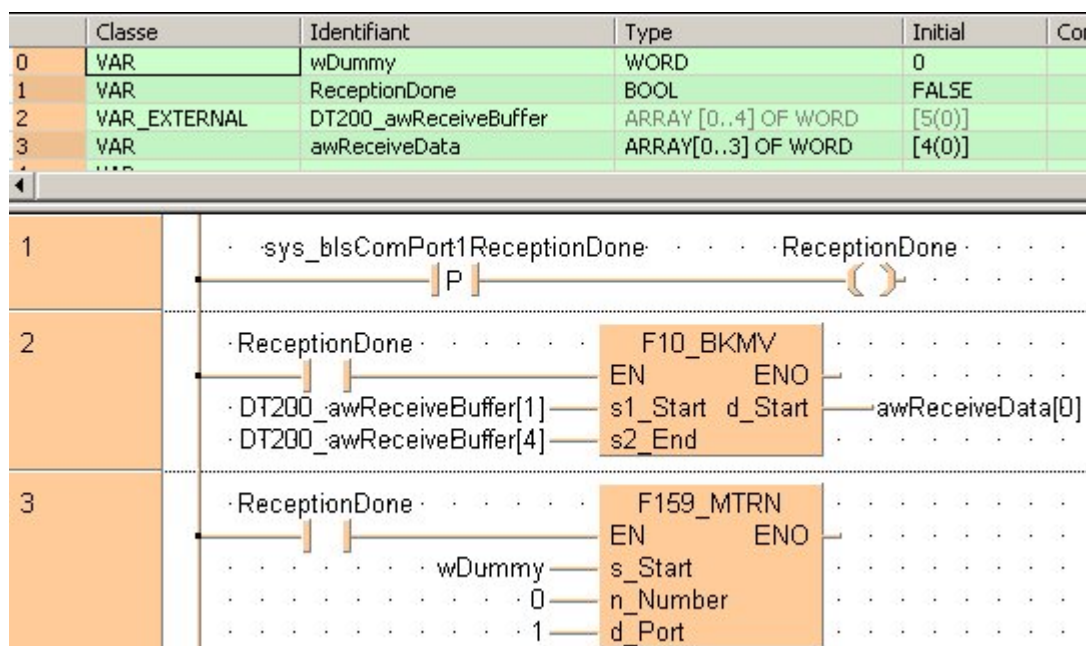 Classe Identifiant Type Initial
0 VAR wDummy WORD 0
1 VAR ReceptionDone BOOL FALSE
2 VAR_EXTERNAL DT200_awReceiveBuffer ARRAY [0..4] OF WORD [5(0)]
3 VAR awReceiveData ARRAY[0..3] OF WORD [4(0)]
1
sys_bIsComPort1ReceptionDone ReceptionDone
P
2
ReceptionDone F10_BKMV
EN ENO
DT200_awReceiveBuffer[1] s1_Start d_Start awReceiveData[0]
DT200_awReceiveBuffer[4] s2_End
3
ReceptionDone F159_MTRN
EN ENO
wDummy s_Start
0 n_Number
1 d_Port